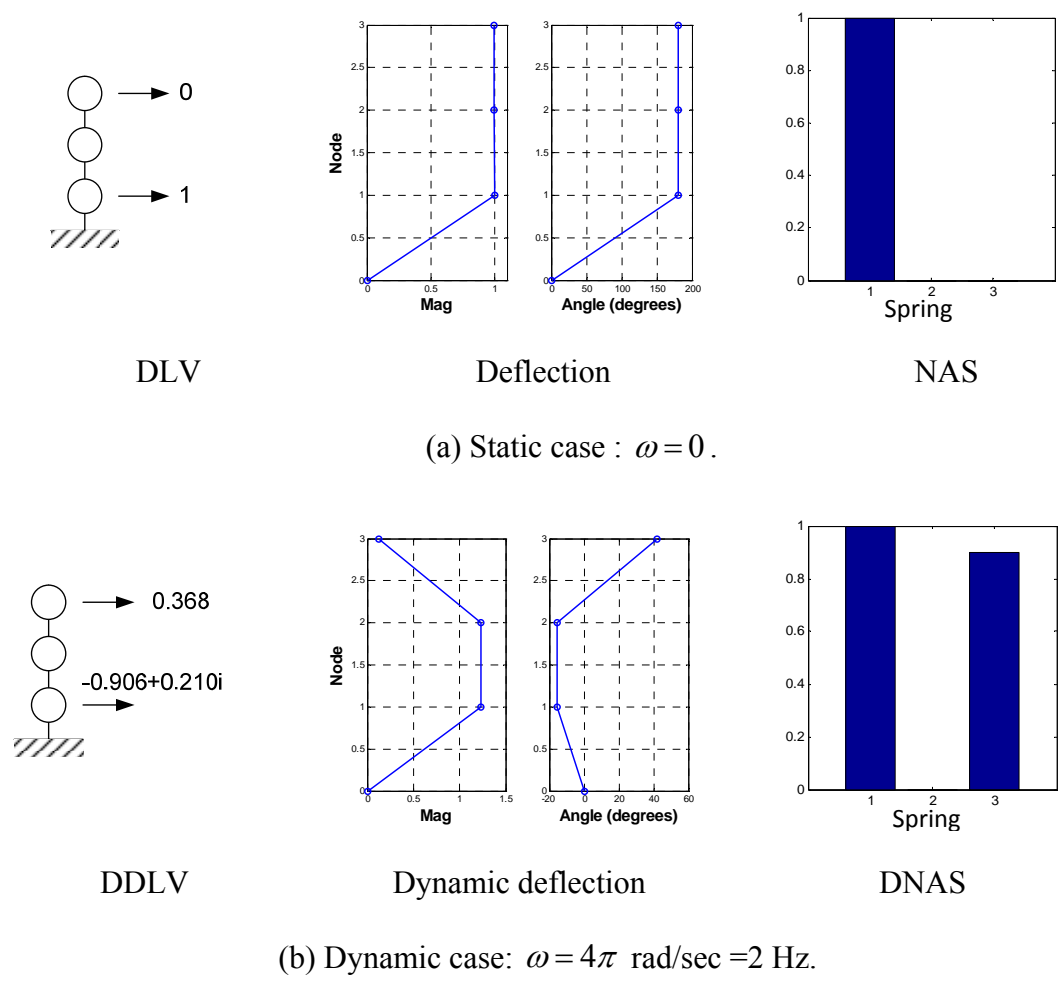 0
1
3
2.5
2
1.5
1
0.5
0
Node
0 0.5 1
Mag
0 50 100 150 200
Angle (degrees)
1
0.8
0.6
0.4
0.2
0
1 2 3
Spring
DLV Deflection NAS
(a) Static case : ω = 0 .
0.368
-0.906+0.210i
3
2.5
2
1.5
1
0.5
0
Node
0 0.5 1 1.5
Mag
-20 0 20 40 60
Angle (degrees)
1
0.8
0.6
0.4
0.2
0
1 2 3
Spring
DDLV Dynamic deflection DNAS
(b) Dynamic case: ω = 4π rad/sec =2 Hz.